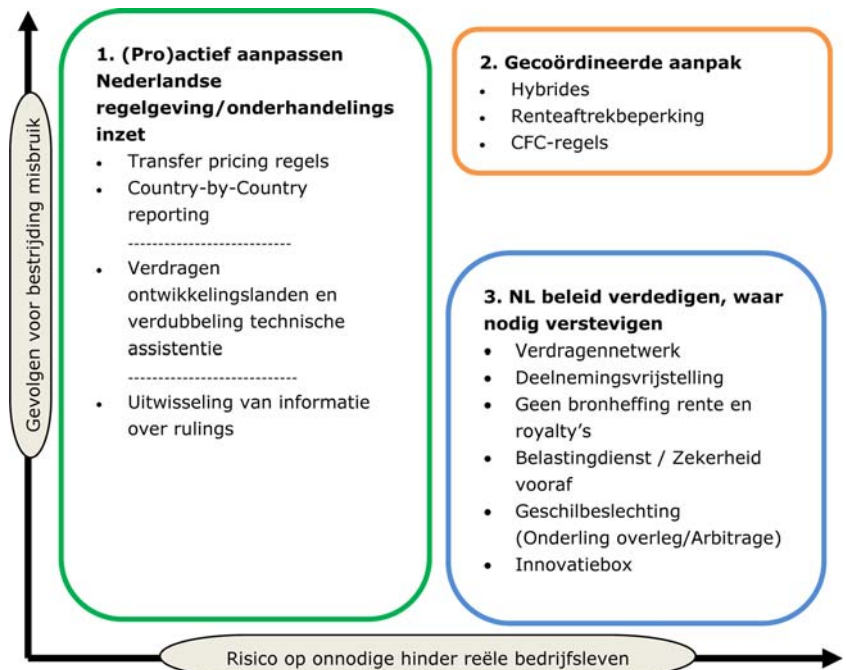 Gevolgen voor bestrijding misbruik
1. (Pro)actief aanpassen
Nederlandse
regelgeving/onderhandelings
inzet
• Transfer pricing regels
• Country-by-Country
reporting
---------------------------
• Verdragen
ontwikkelingslanden en
verdubbeling technische
assistentie
----------------------------
• Uitwisseling van informatie
over rulings
2. Gecoördineerde aanpak
• Hybrides
• Renteaftrekbeperking
• CFC-regels
3. NL beleid verdedigen, waar
nodig verstevigen
• Verdragennetwerk
• Deelnemingsvrijstelling
• Geen bronheffing rente en
royalty’s
• Belastingdienst / Zekerheid
vooraf
• Geschilbeslechting
(Onderling overleg/Arbitrage)
• Innovatiebox
Risico op onnodige hinder reële bedrijfsleven